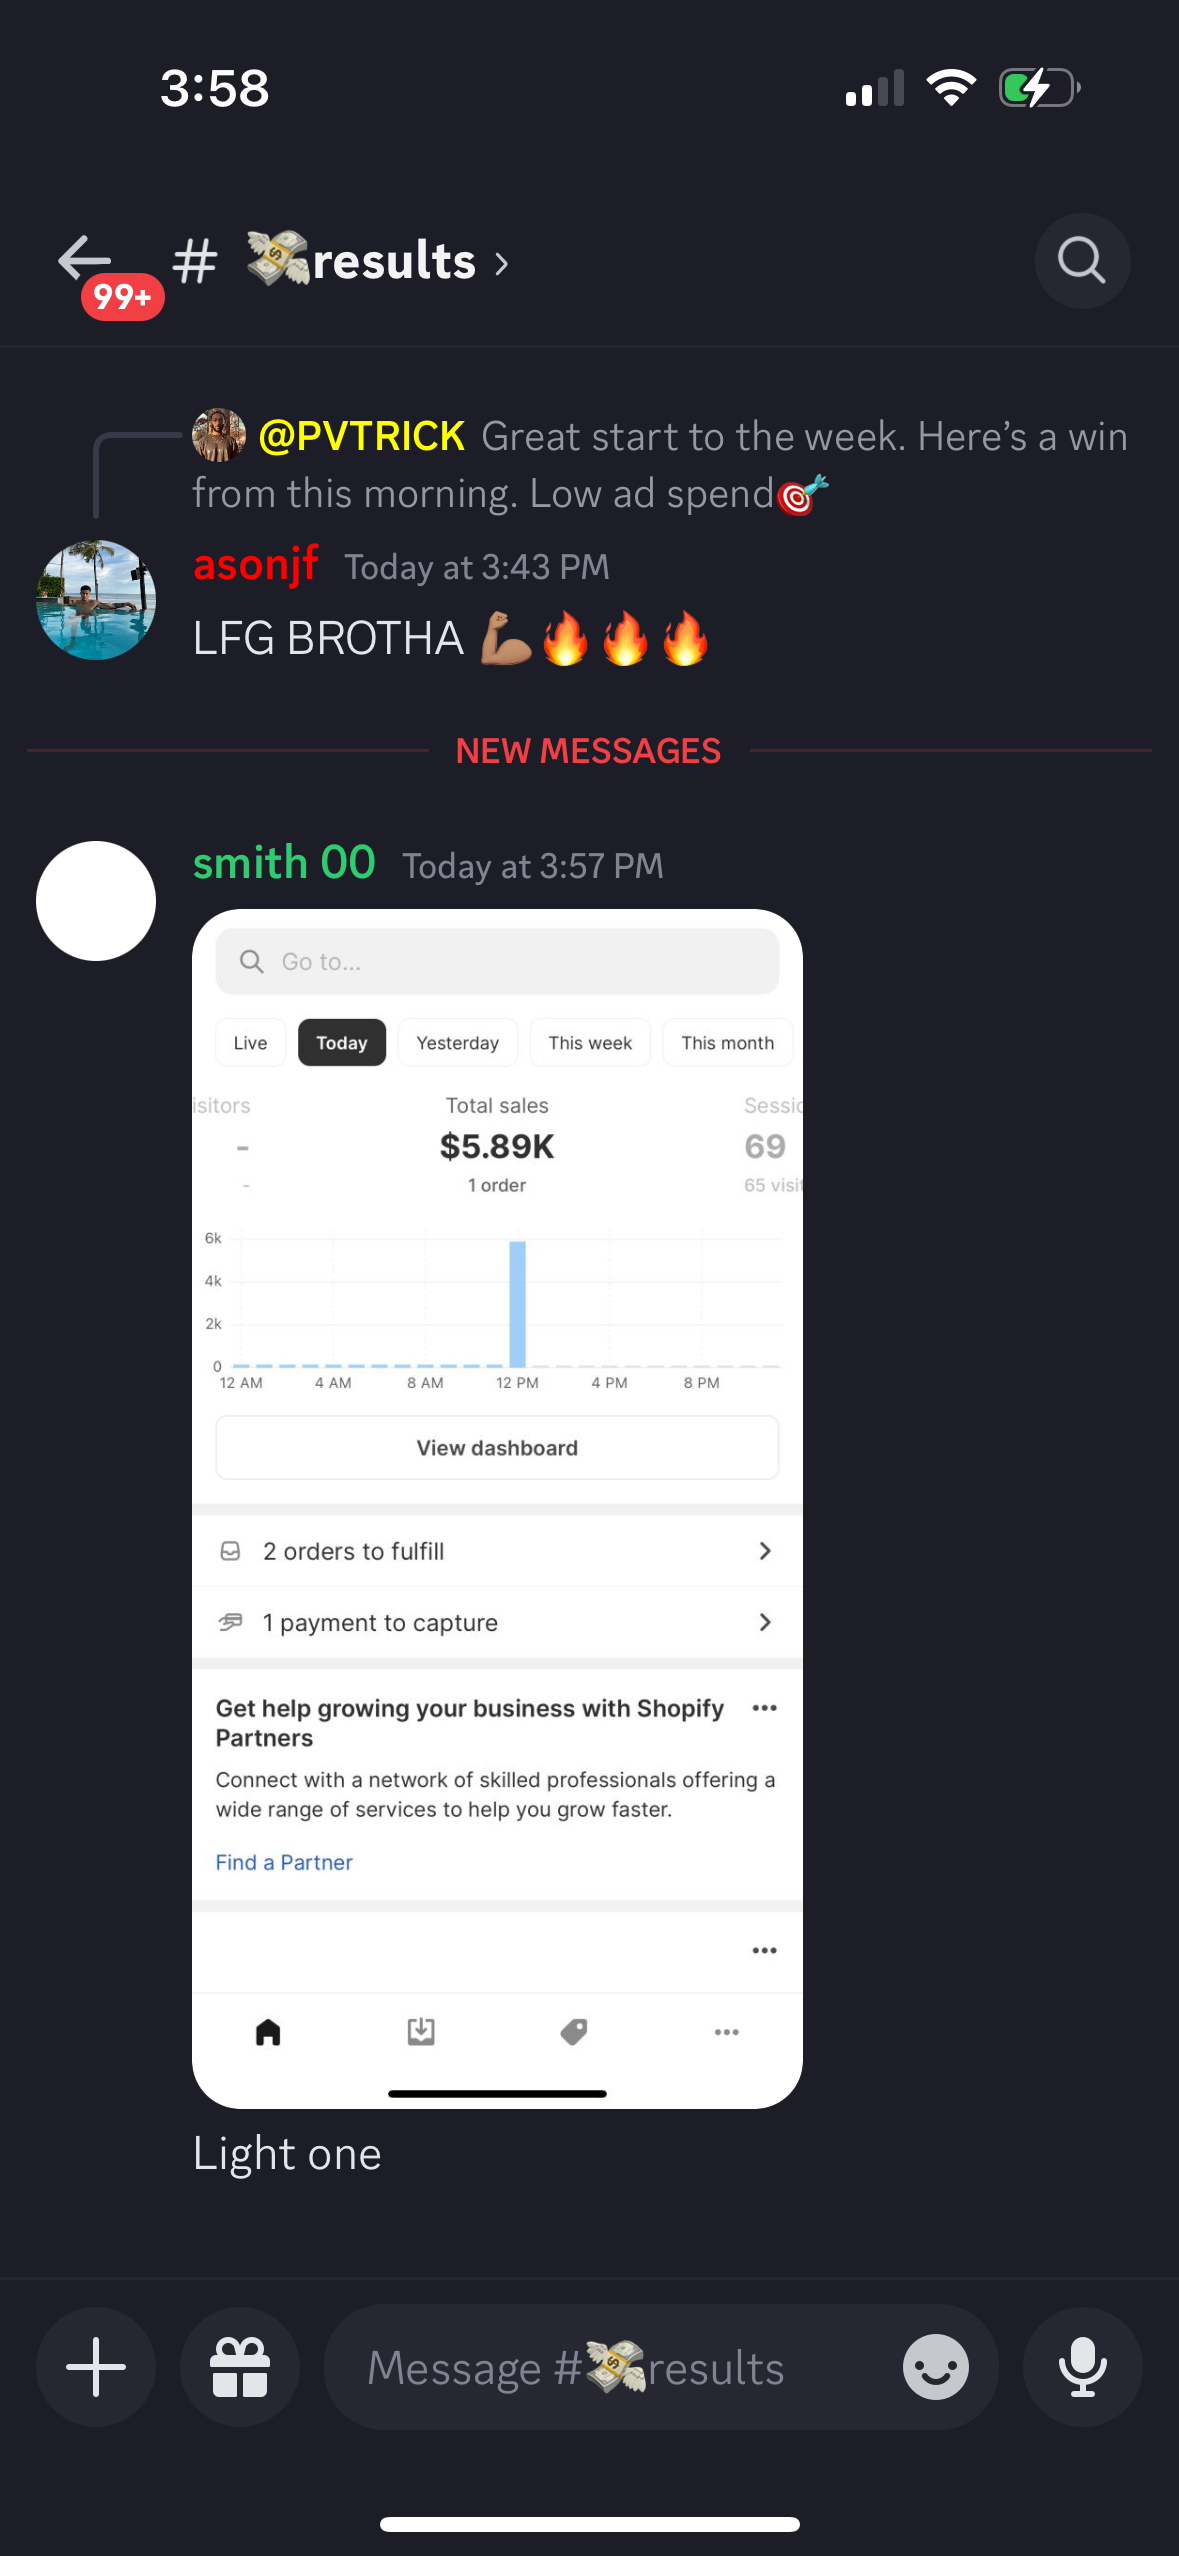 3:58
99+
# 💸results ›
@PVTRICK Great start to the week. Here's a win
from this morning. Low ad spend🎯
asonjf Today at 3:43 PM
LFG BROTHA 💪🏽🔥🔥🔥
NEW MESSAGES
smith 00 Today at 3:57 PM
Go to...
Live Today Yesterday This week This month
isitors Total sales Sessio
- $5.89K 69
- 1 order 65 visit
6k
4k
2k
0
12 AM 4 AM 8 AM 12 PM 4 PM 8 PM
View dashboard
2 orders to fulfill
1 payment to capture
Get help growing your business with Shopify
Partners
Connect with a network of skilled professionals offering a
wide range of services to help you grow faster.
Find a Partner
Light one
Message #💸results